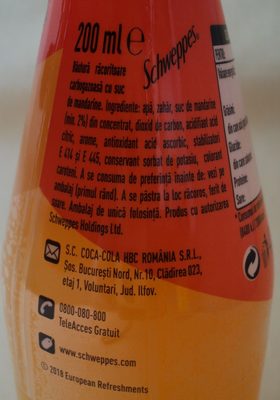 200 ml e
Schweppes
Băutură răcoritoare
carbogazoasă cu suc
de mandarine. Ingrediente: apă, zahăr, suc de mandarine
(min. 2%) din concentrat, dioxid de carbon, acidifiant acid
citric, arome, antioxidant acid ascorbic, stabilizatori
E 414 și E 445, conservant sorbat de potasiu, colorant
caroteni. A se consuma de preferință înainte de: vezi pe
ambalaj (primul rând). A se păstra la loc răcoros, ferit de
soare. Ambalaj de unică folosință. Produs cu autorizarea
Schweppes Holdings Ltd.
S.C. COCA-COLA HBC ROMÂNIA S.R.L.,
Șos. București Nord, Nr.10, Clădirea O23,
etaj 1, Voluntari, Jud. Ilfov.
0800-080-800
TeleAcces Gratuit
www.schweppes.com
© 2018 European Refreshments